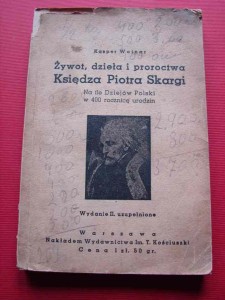 Kasper Wojnar
Żywot, dzieła i proroctwa
Księdza Piotra Skargi
Na tle Dziejów Polski
w 400 rocznicę urodzin
Wydanie II. uzupełnione
Warszawa
Nakładem Wydawnictwa Im. T. Kościuszki
Cena 1 zł. 50 gr.